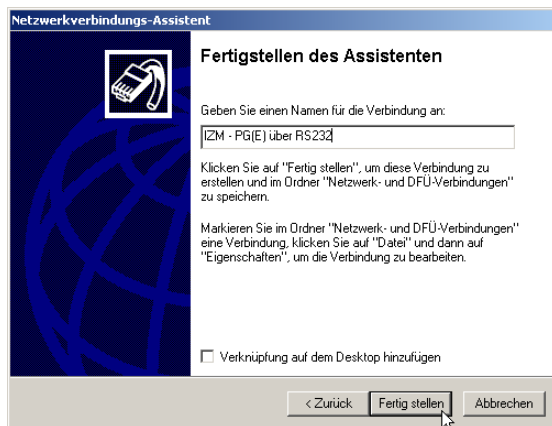 Netzwerkverbindungs-Assistent
Fertigstellen des Assistenten
Geben Sie einen Namen für die Verbindung an:
IZM - PG(E) über RS232
Klicken Sie auf "Fertig stellen", um diese Verbindung zu
erstellen und im Ordner "Netzwerk- und DFÜ-Verbindungen"
zu speichern.
Markieren Sie im Ordner "Netzwerk- und DFÜ-Verbindungen"
eine Verbindung, klicken Sie auf "Datei" und dann auf
"Eigenschaften", um die Verbindung zu bearbeiten.
Verknüpfung auf dem Desktop hinzufügen
< Zurück
Fertig stellen
Abbrechen